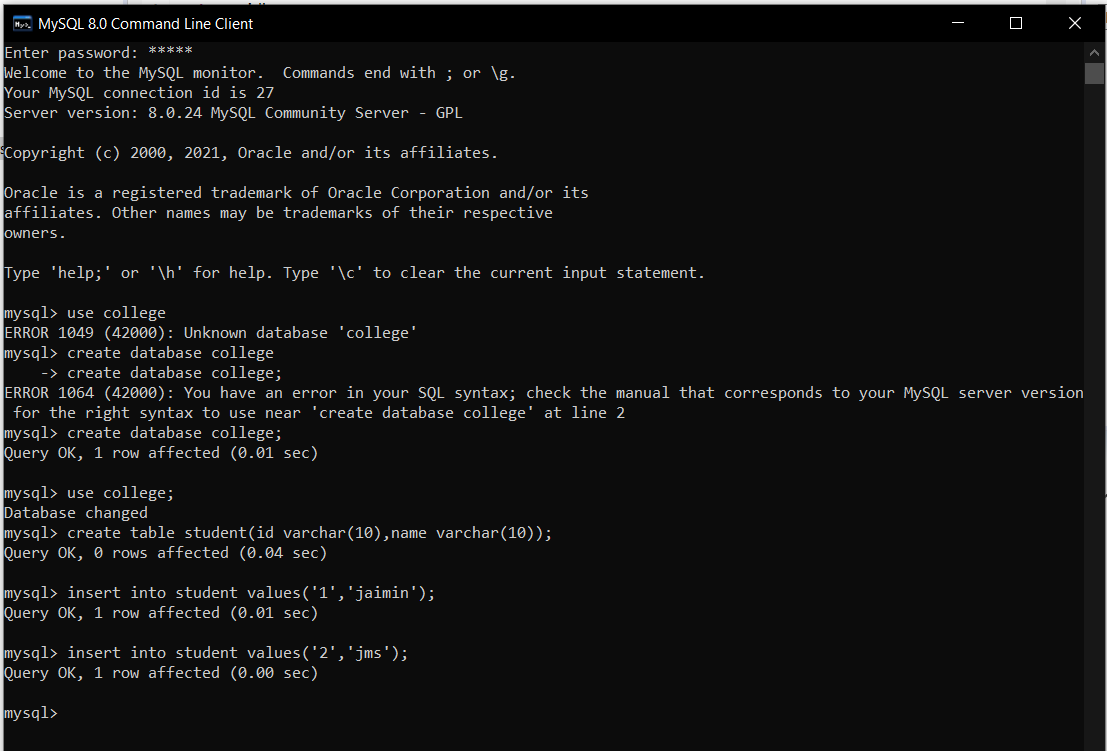 MySQL 8.0 Command Line Client
Enter password: *****
Welcome to the MySQL monitor.  Commands end with ; or \g.
Your MySQL connection id is 27
Server version: 8.0.24 MySQL Community Server - GPL
Copyright (c) 2000, 2021, Oracle and/or its affiliates.
Oracle is a registered trademark of Oracle Corporation and/or its
affiliates. Other names may be trademarks of their respective
owners.
Type 'help;' or '\h' for help. Type '\c' to clear the current input statement.
mysql> use college
ERROR 1049 (42000): Unknown database 'college'
mysql> create database college
    -> create database college;
ERROR 1064 (42000): You have an error in your SQL syntax; check the manual that corresponds to your MySQL server version
 for the right syntax to use near 'create database college' at line 2
mysql> create database college;
Query OK, 1 row affected (0.01 sec)
mysql> use college;
Database changed
mysql> create table student(id varchar(10),name varchar(10));
Query OK, 0 rows affected (0.04 sec)
mysql> insert into student values('1','jaimin');
Query OK, 1 row affected (0.01 sec)
mysql> insert into student values('2','jms');
Query OK, 1 row affected (0.00 sec)
mysql>